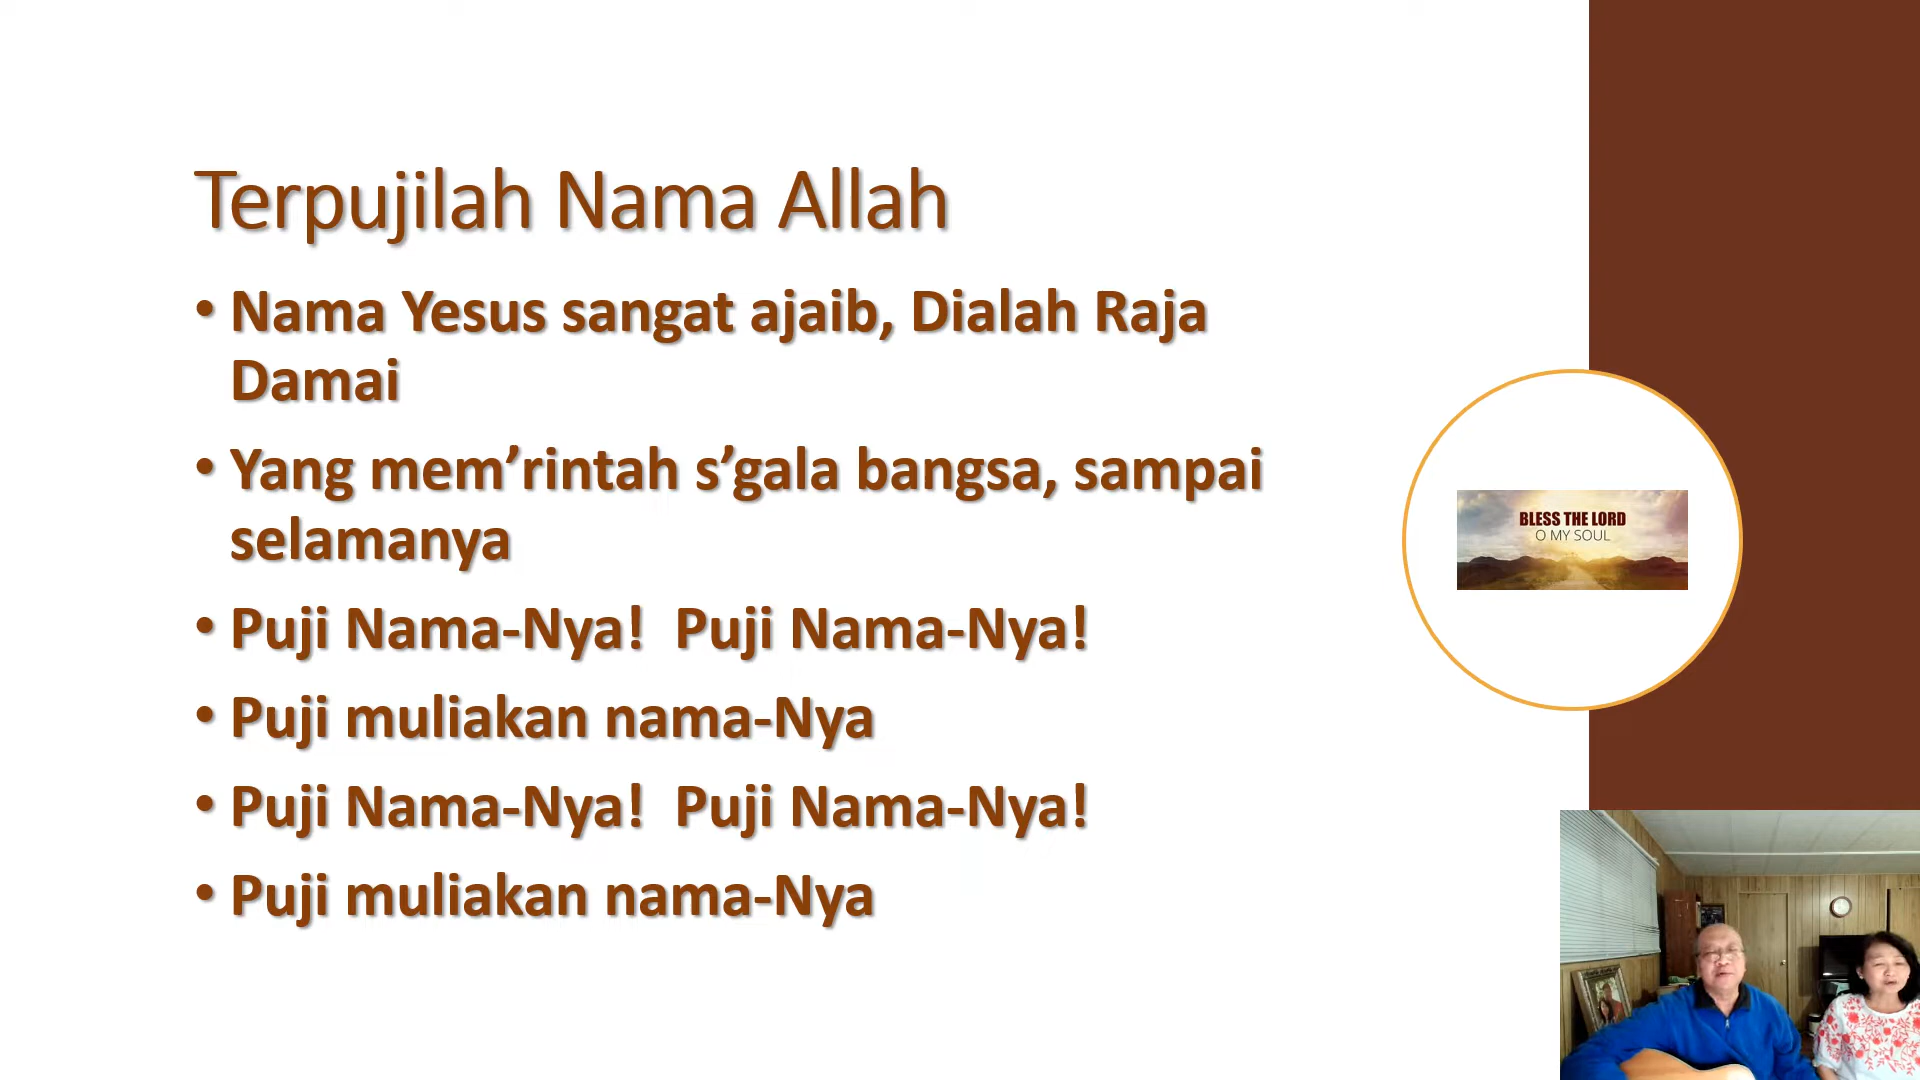 Terpujilah Nama Allah
• Nama Yesus sangat ajaib, Dialah Raja
Damai
• Yang mem’rintah s’gala bangsa, sampai
selamanya
• Puji Nama-Nya!  Puji Nama-Nya!
• Puji muliakan nama-Nya
• Puji Nama-Nya!  Puji Nama-Nya!
• Puji muliakan nama-Nya
BLESS THE LORD
O MY SOUL